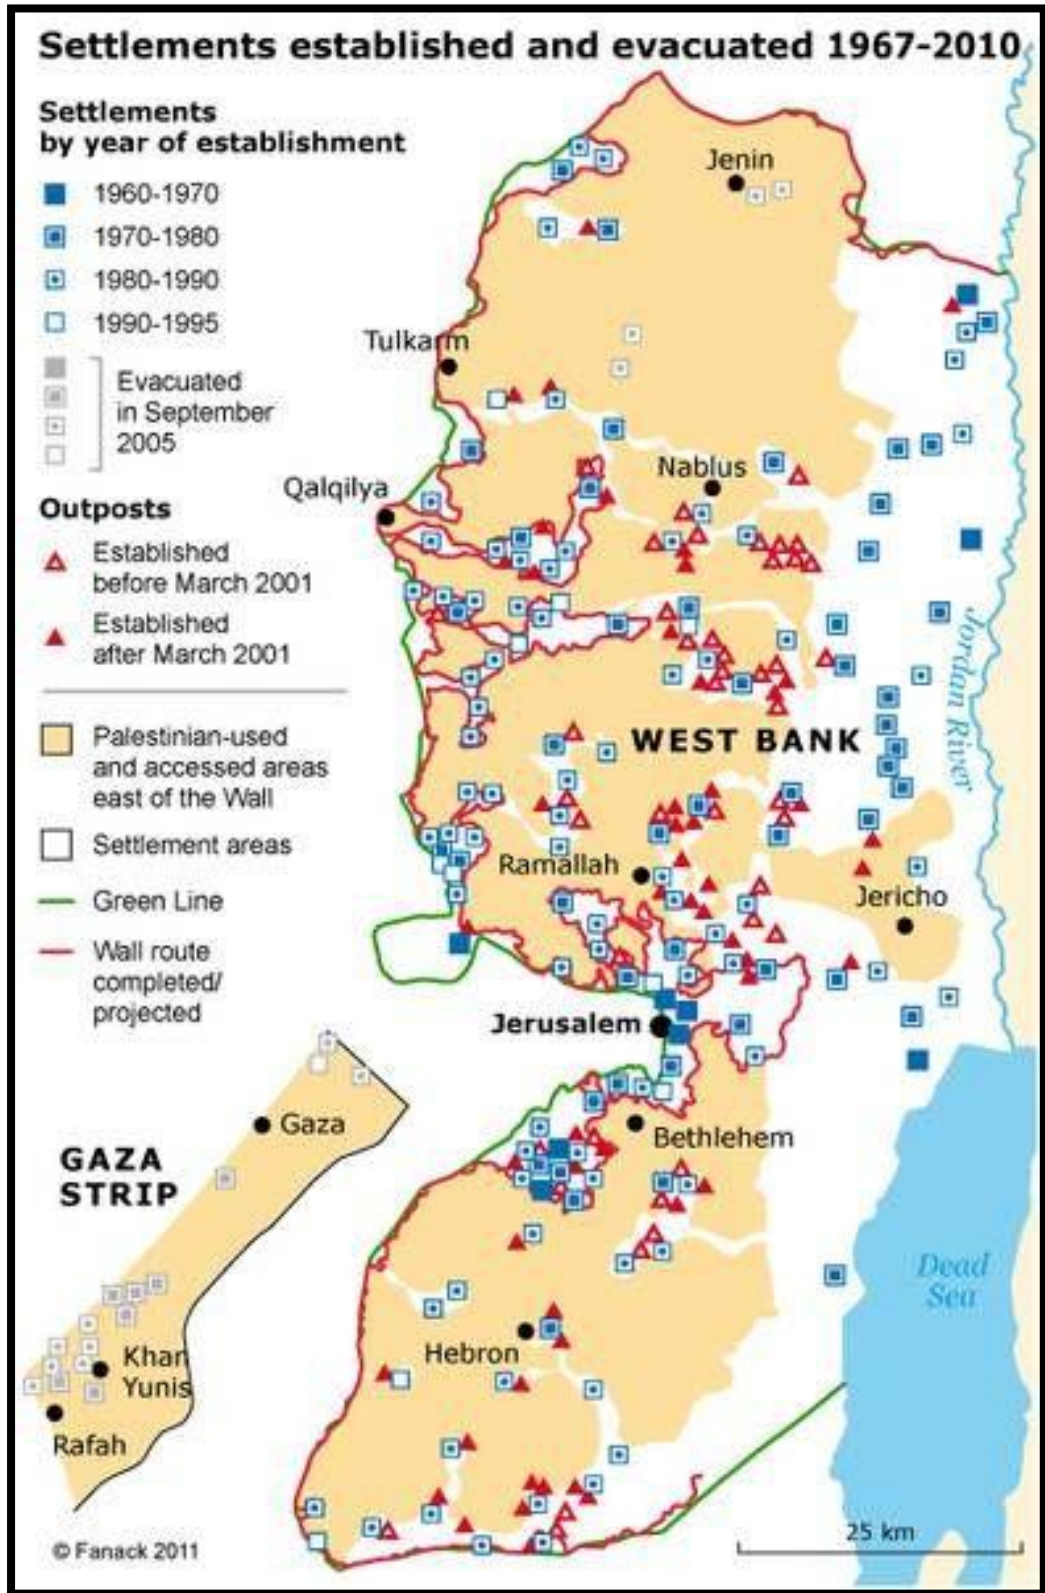 Settlements established and evacuated 1967-2010
Settlements
by year of establishment
1960-1970
1970-1980
1980-1990
1990-1995
Evacuated
in September
2005
Outposts
Established
before March 2001
Established
after March 2001
Palestinian-used
and accessed areas
east of the Wall
Settlement areas
Green Line
Wall route
completed/
projected
Jenin
Tulkarm
Nablus
Qalqilya
WEST BANK
Jordan River
Ramallah
Jericho
Jerusalem
Bethlehem
Gaza
GAZA
STRIP
Khan
Yunis
Rafah
Hebron
Dead
Sea
25 km
© Fanack 2011